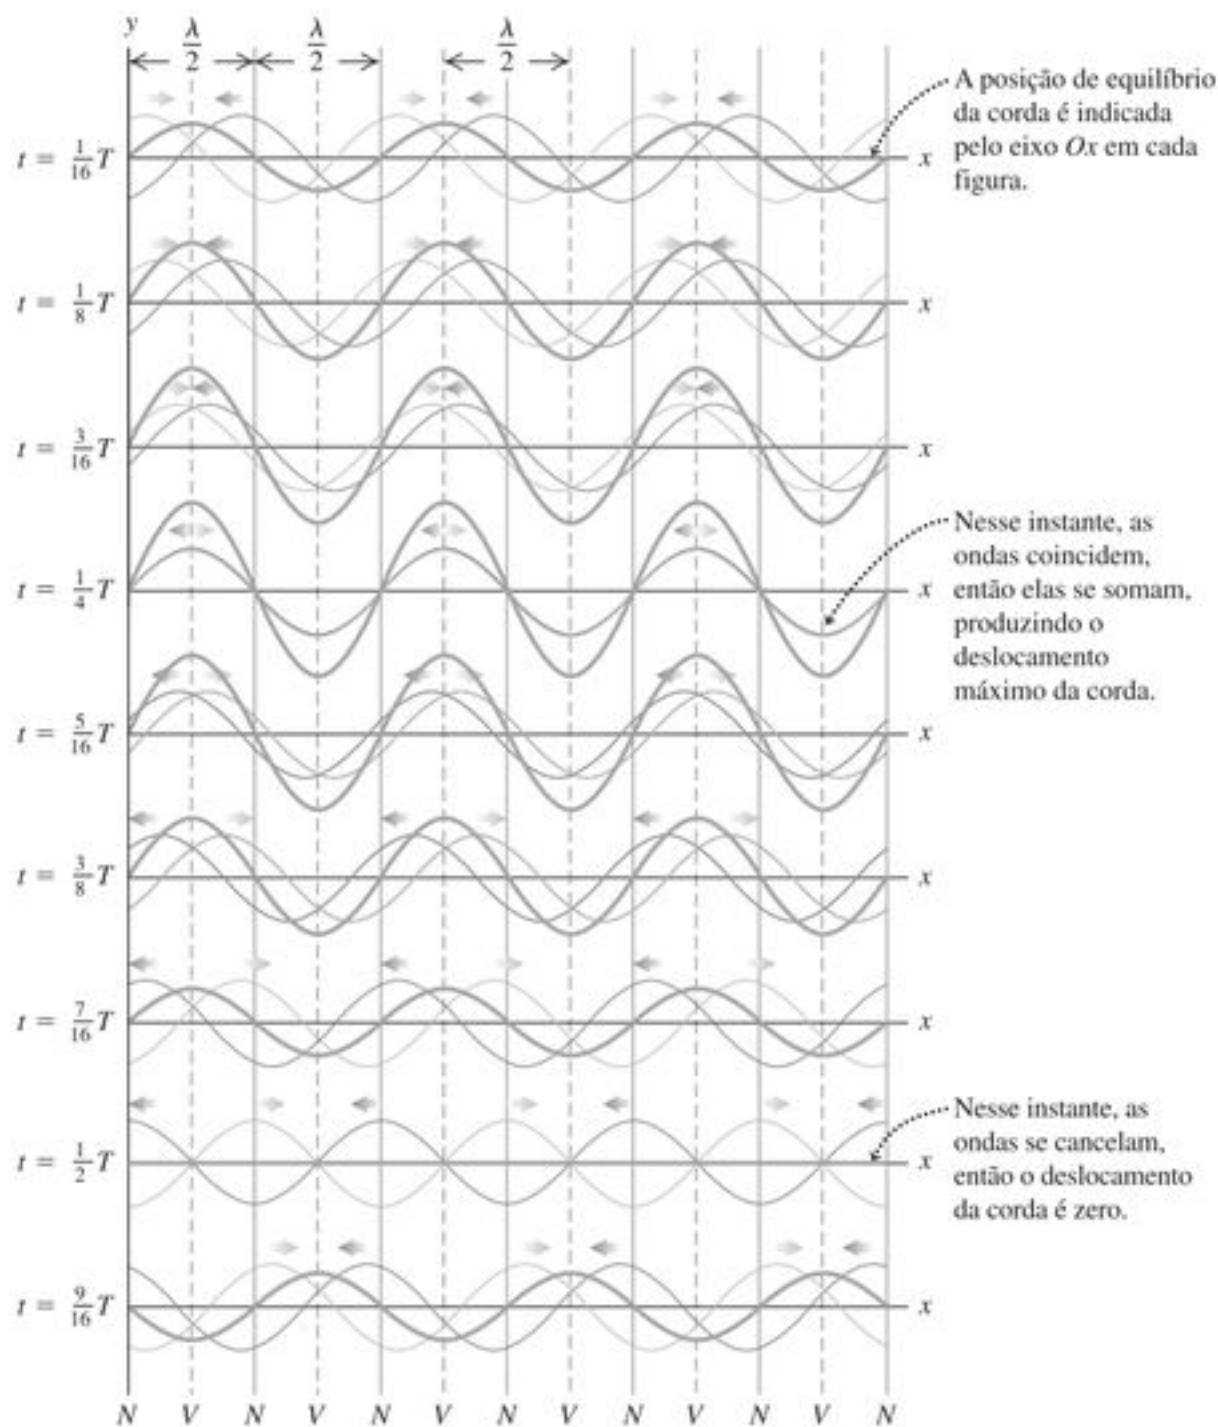 y
λ/2 λ/2 λ/2
A posição de equilíbrio
da corda é indicada
pelo eixo Ox em cada
figura.
t = 1/16 T x
t = 1/8 T x
t = 3/16 T x
Nesse instante, as
ondas coincidem,
então elas se somam,
produzindo o
deslocamento
máximo da corda.
t = 1/4 T x
t = 5/16 T x
t = 3/8 T x
t = 7/16 T x
Nesse instante, as
ondas se cancelam,
então o deslocamento
da corda é zero.
t = 1/2 T x
t = 9/16 T x
N V N V N V N V N V N V N